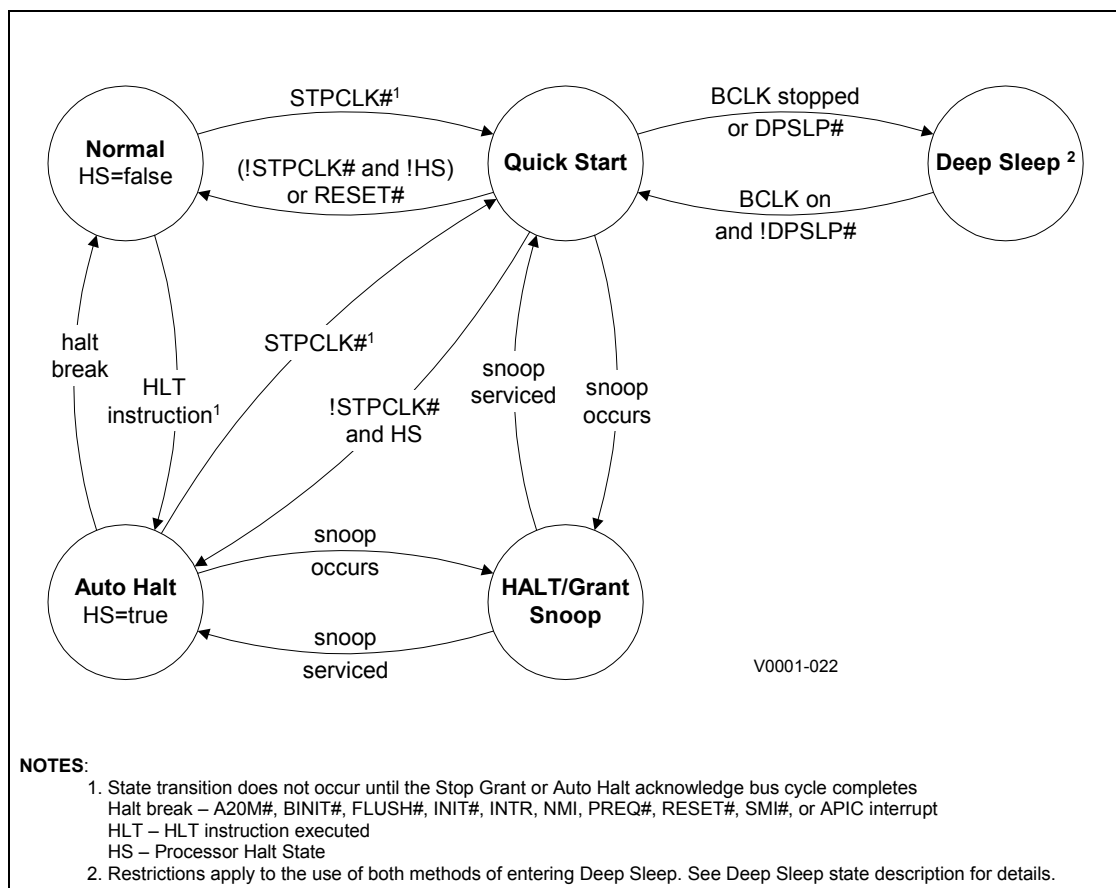 STPCLK#¹
BCLK stopped
or DPSLP#
Normal
HS=false
(!STPCLK# and !HS)
or RESET#
Quick Start
Deep Sleep ²
BCLK on
and !DPSLP#
halt
break
HLT
instruction¹
STPCLK#¹
!STPCLK#
and HS
snoop
serviced
snoop
occurs
Auto Halt
HS=true
snoop
occurs
HALT/Grant
Snoop
snoop
serviced
V0001-022
NOTES:
1. State transition does not occur until the Stop Grant or Auto Halt acknowledge bus cycle completes
Halt break – A20M#, BINIT#, FLUSH#, INIT#, INTR, NMI, PREQ#, RESET#, SMI#, or APIC interrupt
HLT – HLT instruction executed
HS – Processor Halt State
2. Restrictions apply to the use of both methods of entering Deep Sleep. See Deep Sleep state description for details.